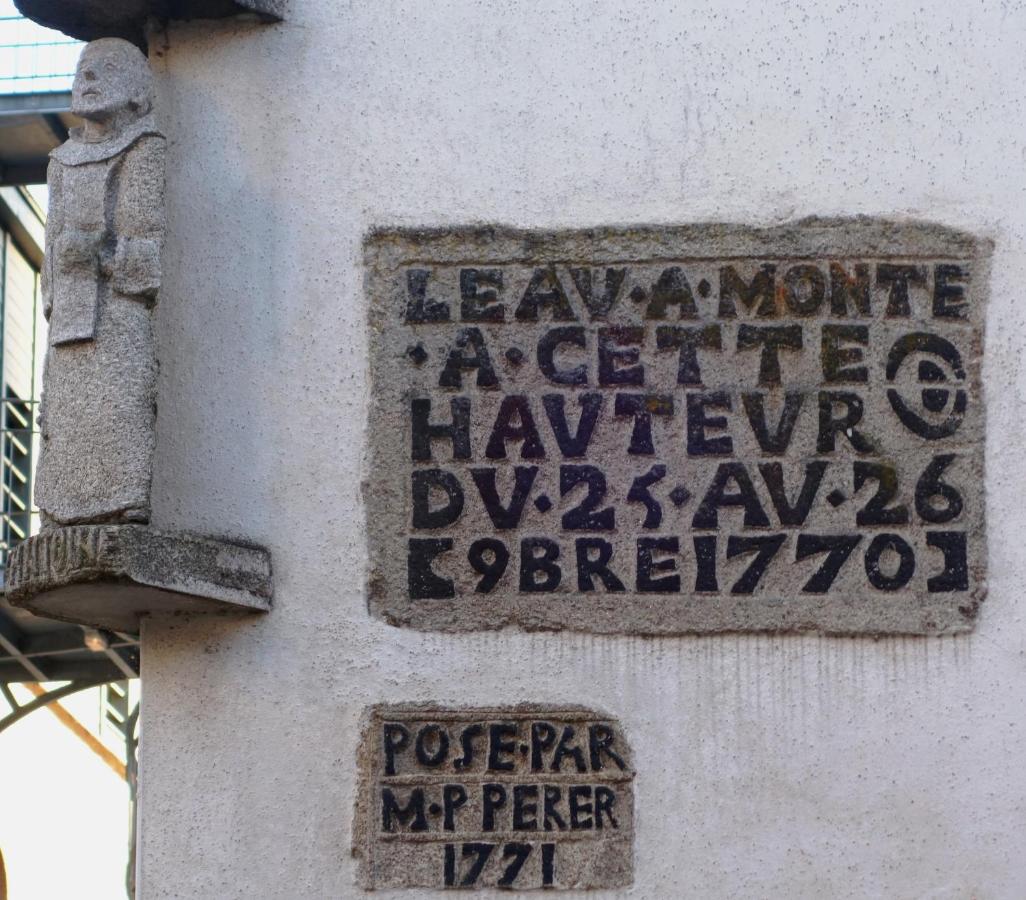 LEAV·A·MONTE
·A·CETTE
HAVTEVR
DV·25·AV·26
9BRE1770
POSE·PAR
M·P PERER
1771